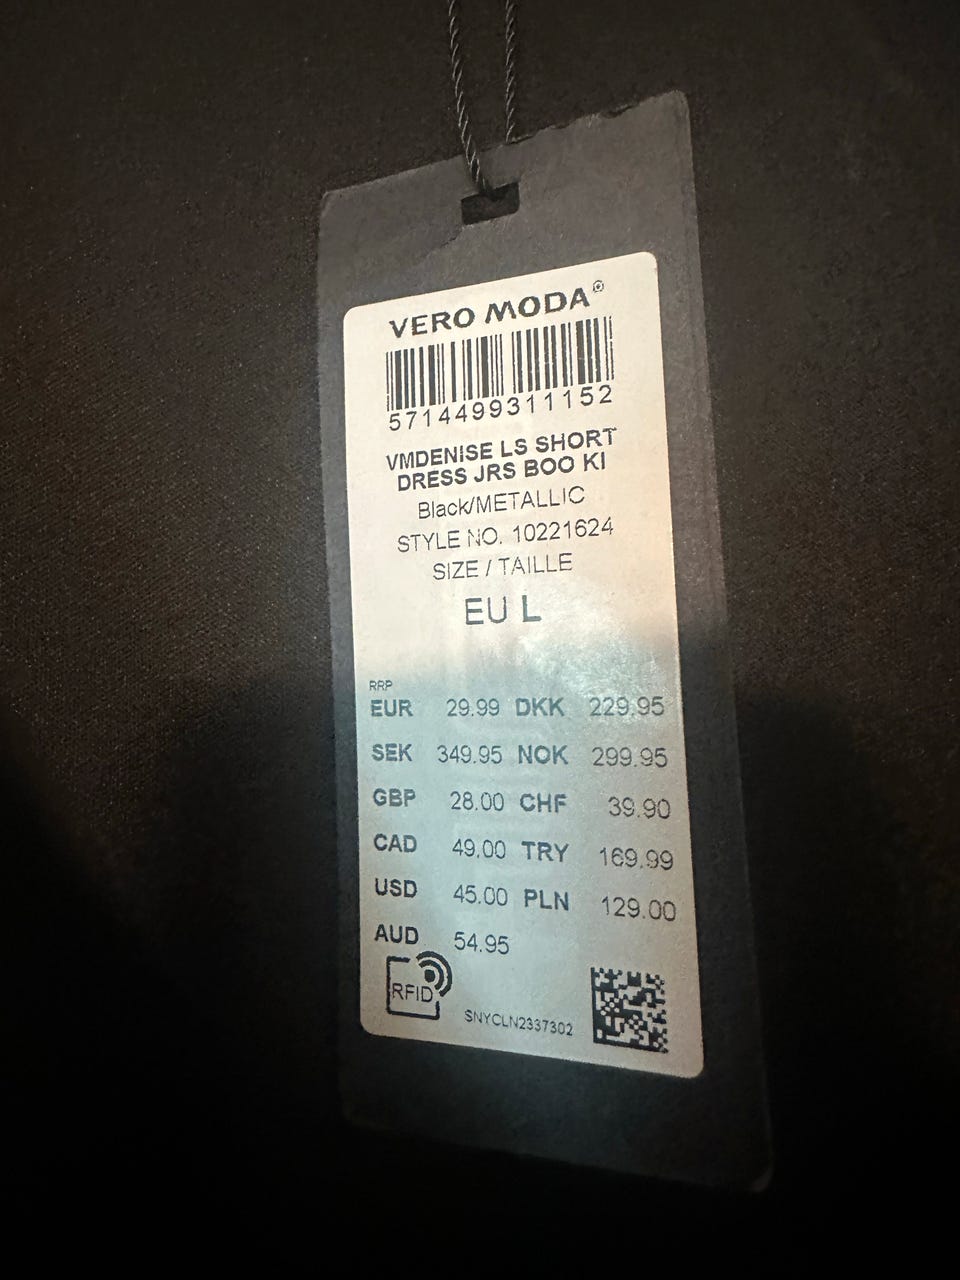 VERO MODA®
5714499311152
VMDENISE LS SHORT
DRESS JRS BOO KI
Black/METALLIC
STYLE NO. 10221624
SIZE / TAILLE
EU L
RRP
EUR 29.99 DKK 229.95
SEK 349.95 NOK 299.95
GBP 28.00 CHF 39.90
CAD 49.00 TRY 169.99
USD 45.00 PLN 129.00
AUD 54.95
RFID
SNYCLN2337302